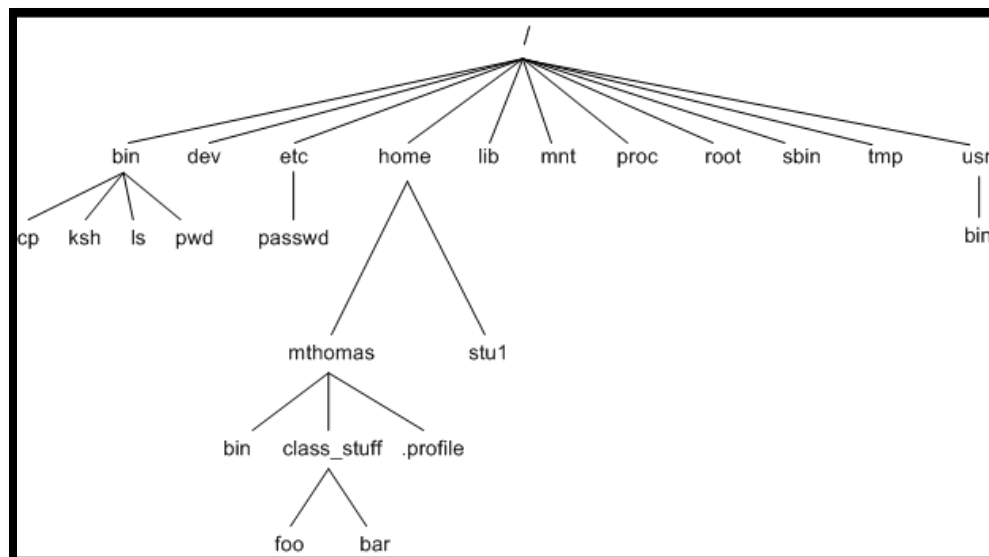 /
bin dev etc home lib mnt proc root sbin tmp usr
cp ksh ls pwd passwd bin
mthomas stu1
bin class_stuff .profile
foo bar